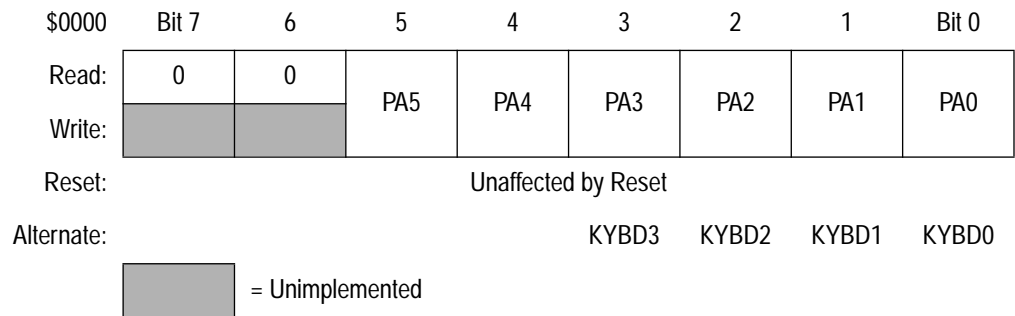 $0000 Bit 7 6 5 4 3 2 1 Bit 0
Read: 0 0
PA5 PA4 PA3 PA2 PA1 PA0
Write:
Reset: Unaffected by Reset
Alternate: KYBD3 KYBD2 KYBD1 KYBD0
= Unimplemented